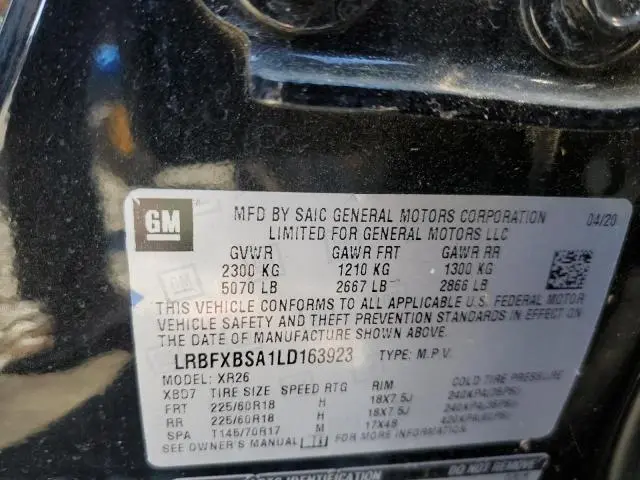 GM
MFD BY SAIC GENERAL MOTORS CORPORATION 04/20
LIMITED FOR GENERAL MOTORS LLC
GVWR GAWR FRT GAWR RR
2300 KG 1210 KG 1300 KG
5070 LB 2667 LB 2866 LB
THIS VEHICLE CONFORMS TO ALL APPLICABLE U.S. FEDERAL MOTOR
VEHICLE SAFETY AND THEFT PREVENTION STANDARDS IN EFFECT ON
THE DATE OF MANUFACTURE SHOWN ABOVE.
LRBFXBSA1LD163923 TYPE: M.P.V.
MODEL: XR26
XBD7 TIRE SIZE SPEED RTG RIM COLD TIRE PRESSURE
FRT 225/60R18 H 18X7.5J
RR 225/60R18 H 18X7.5J
SPA T145/70R17 M 17X4B
SEE OWNER'S MANUAL FOR MORE INFORMATION
PARTS IDENTIFICATION DO NOT REMOVE